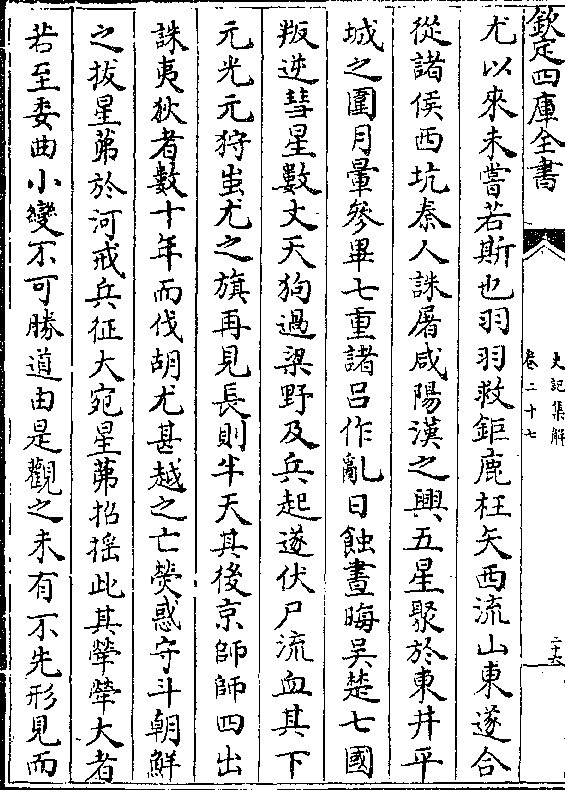 欽定四庫全書
史記集解
卷二十七
二十六
尤以來未嘗若斯也羽羽救鉅鹿枉矢西流山東遂合
從諸侯西坑秦人誅屠咸陽漢之興五星聚於東井平
城之圍月暈參畢七重諸吕作亂日蝕晝晦吴楚七國
叛逆彗星數丈天狗過梁野及兵起遂伏尸流血其下
元光元狩蚩尤之旗再見長則半天其後京師師四出
誅夷狄者數十年而伐胡尤甚越之亡熒惑守斗朝鮮
之拔星茀於河戒兵征大宛星茀招摇此其犖犖大者
若至委曲小變不可勝道由是觀之未有不先形見而